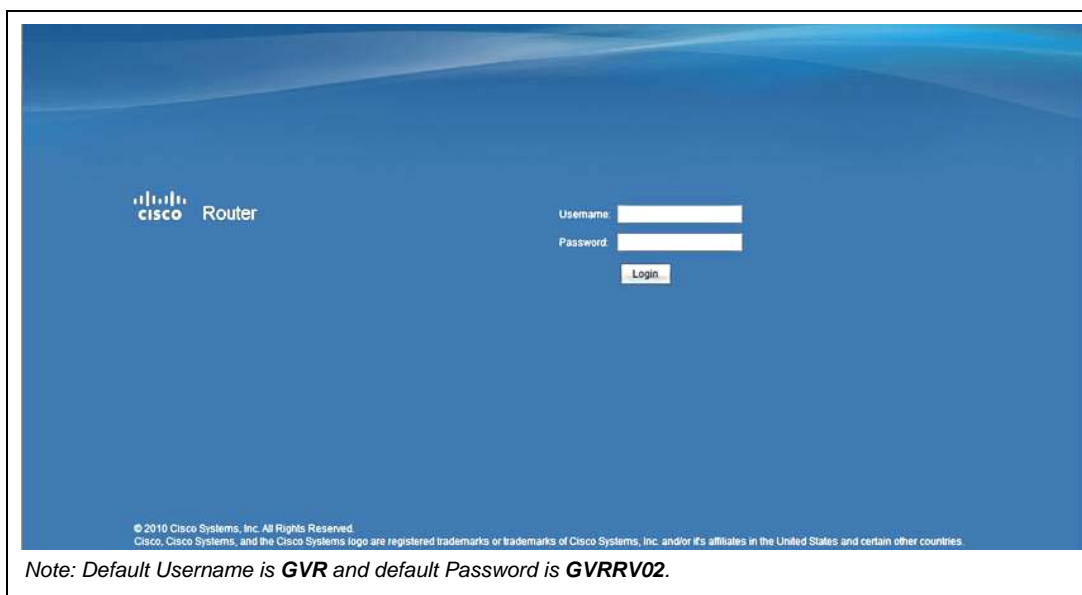 CISCO Router
Username:
Password:
Login
© 2010 Cisco Systems, Inc. All Rights Reserved.
Cisco, Cisco Systems, and the Cisco Systems logo are registered trademarks or trademarks of Cisco Systems, Inc. and/or it's affiliates in the United States and certain other countries.
Note: Default Username is GVR and default Password is GVRRV02.